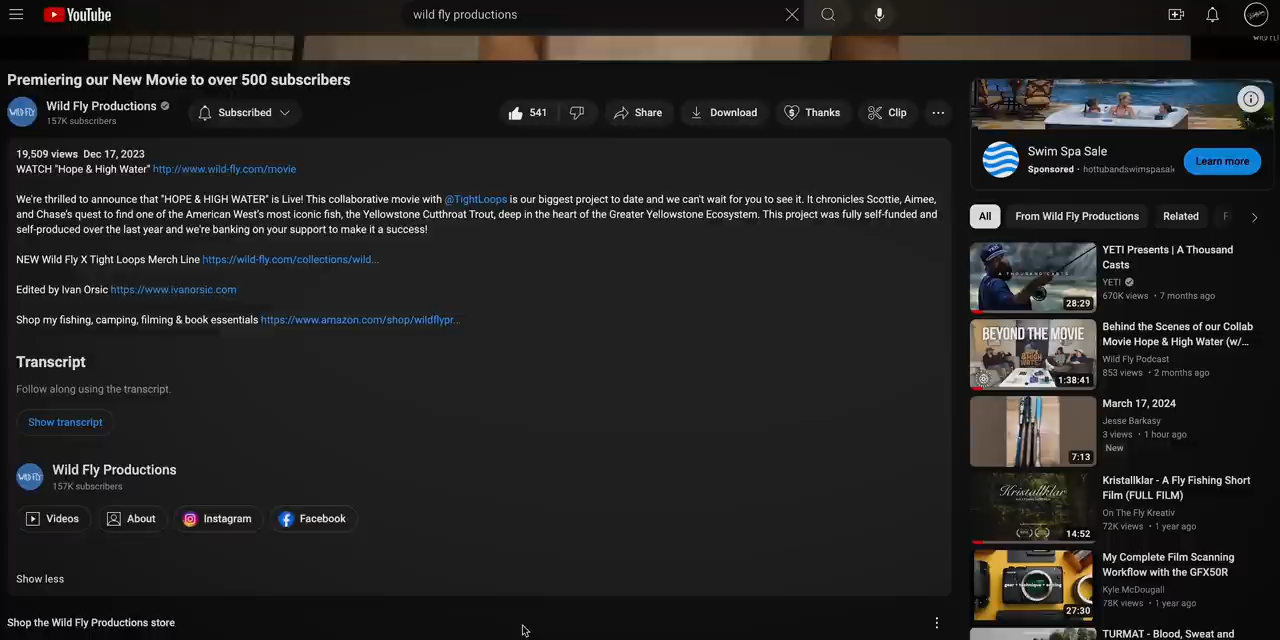 YouTube
wild fly productions
Premiering our New Movie to over 500 subscribers
WILD FLY
Wild Fly Productions
157K subscribers
Subscribed
541
Share
Download
Thanks
Clip
19,509 views Dec 17, 2023
WATCH "Hope & High Water" http://www.wild-fly.com/movie
We're thrilled to announce that "HOPE & HIGH WATER" is Live! This collaborative movie with @TightLoops is our biggest project to date and we can't wait for you to see it. It chronicles Scottie, Aimee,
and Chase's quest to find one of the American West's most iconic fish, the Yellowstone Cutthroat Trout, deep in the heart of the Greater Yellowstone Ecosystem. This project was fully self-funded and
self-produced over the last year and we're banking on your support to make it a success!
NEW Wild Fly X Tight Loops Merch Line https://wild-fly.com/collections/wild...
Edited by Ivan Orsic https://www.ivanorsic.com
Shop my fishing, camping, filming & book essentials https://www.amazon.com/shop/wildflypr...
Transcript
Follow along using the transcript.
Show transcript
WILD FLY
Wild Fly Productions
157K subscribers
Videos
About
Instagram
Facebook
Show less
Shop the Wild Fly Productions store
Swim Spa Sale
Sponsored · hottubandswimspasale
Learn more
All
From Wild Fly Productions
Related
YETI Presents | A Thousand
Casts
YETI
670K views · 7 months ago
A THOUSAND CASTS
28:29
Behind the Scenes of our Collab
Movie Hope & High Water (w/...
Wild Fly Podcast
853 views · 2 months ago
BEYOND THE MOVIE
1:38:41
March 17, 2024
Jesse Barkasy
3 views · 1 hour ago
New
7:13
Kristallklar - A Fly Fishing Short
Film (FULL FILM)
On The Fly Kreativ
72K views · 1 year ago
Kristallklar
14:52
My Complete Film Scanning
Workflow with the GFX50R
Kyle McDougall
78K views · 1 year ago
gear + technique + editing
27:30
TURMAT - Blood, Sweat and